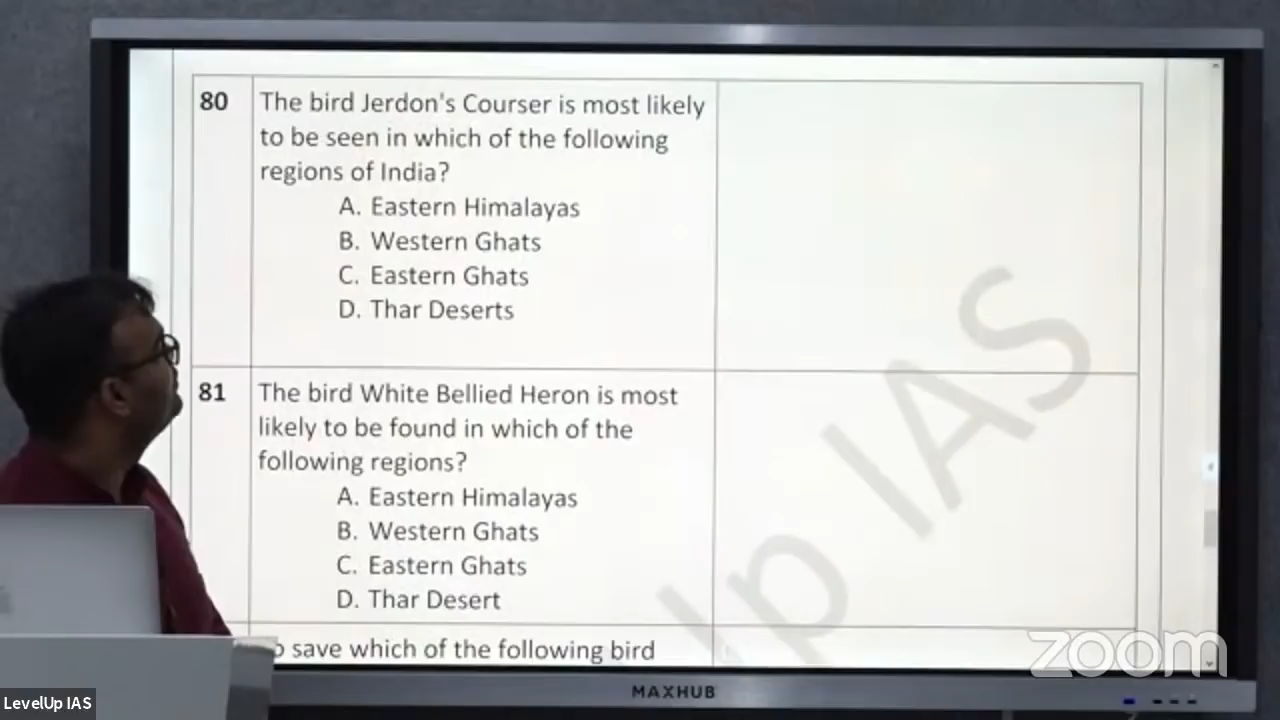 80
The bird Jerdon's Courser is most likely
to be seen in which of the following
regions of India?
A. Eastern Himalayas
B. Western Ghats
C. Eastern Ghats
D. Thar Deserts
81
The bird White Bellied Heron is most
likely to be found in which of the
following regions?
A. Eastern Himalayas
B. Western Ghats
C. Eastern Ghats
D. Thar Desert
save which of the following bird
Up IAS
zoom
MAXHUB
LevelUp IAS